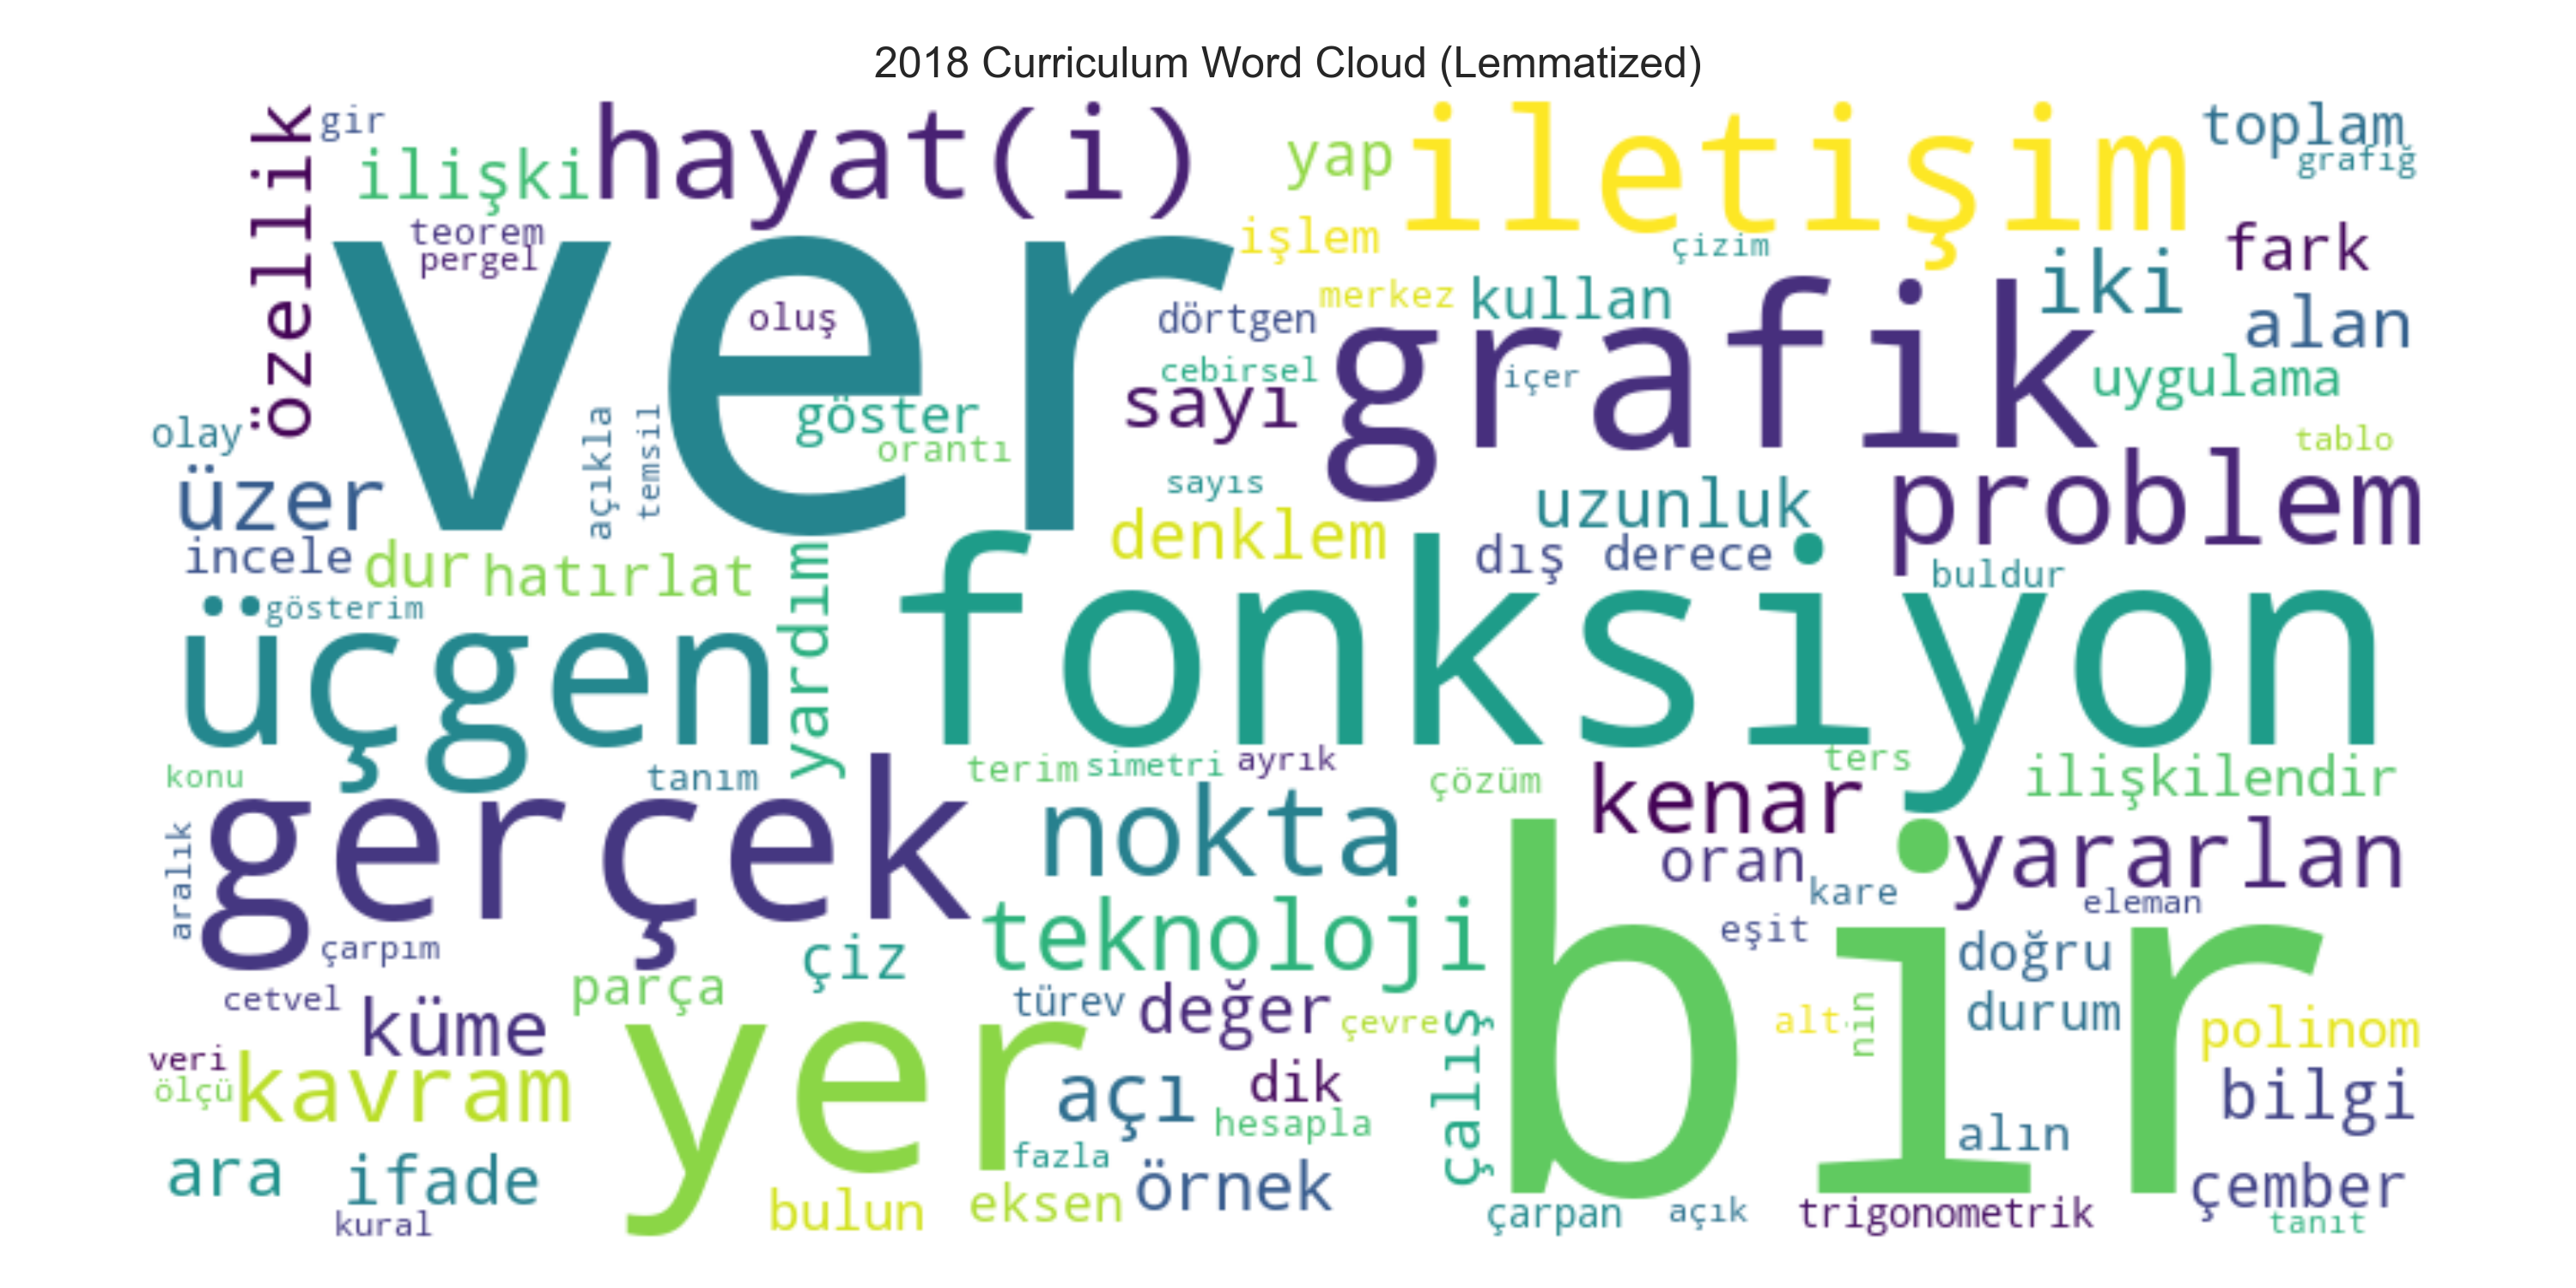 2018 Curriculum Word Cloud (Lemmatized)
özellik
gir
hayat(i)
ilişki
yap
iletişim
toplam
grafiğ
teorem
pergel
ver
işlem
çizim
iki
fark
oluş
dörtgen
merkez
kullan
grafik
alan
cebirsel
içer
uygulama
sayı
olay
açıkla
temsil
göster
orantı
tablo
üzer
sayıs
uzunluk
problem
incele
dur
hatırlat
yardım
denklem
dış
derece
buldur
gösterim
üçgen
fonksiyon
konu
tanım
terim
simetri
ayrık
çözüm
ters
ilişkilendir
gerçek
nokta
kenar
aralık
oran
yararlan
kare
eleman
çarpım
çiz
teknoloji
eşit
bir
doğru
cetvel
küme
parça
türev
değer
çevre
çalış
alt
nın
durum
polinom
veri
ölçü
kavram
yer
açı
dik
hesapla
bilgi
alın
ara
ifade
fazla
kural
bulun
eksen
örnek
çarpan
açık
trigonometrik
çember
tanıt